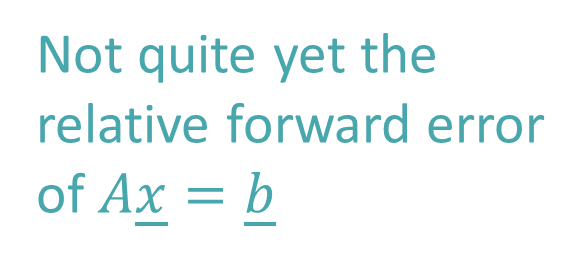 Not quite yet the
relative forward error
of 𝐴x̲ = b̲